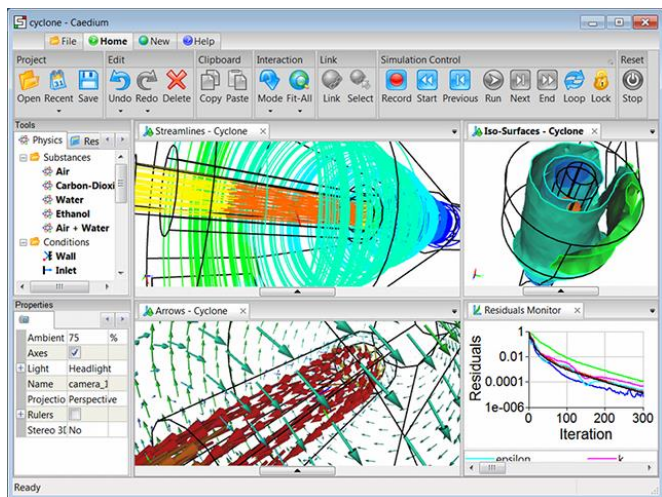 cyclone - Caedium
File Home New Help
Project Edit Clipboard Interaction Link Simulation Control Reset
Open Recent Save Undo Redo Delete Copy Paste Mode Fit-All Link Select Record Start Previous Run Next End Loop Lock Stop
Tools
Physics Res
Substances
Air
Carbon-Dioxi
Water
Ethanol
Air + Water
Conditions
Wall
Inlet
Streamlines - Cyclone
Iso-Surfaces - Cyclone
Properties
Ambient 75 %
Axes
Light Headlight
Name camera_1
Projectio Perspective
Rulers
Stereo 3D No
Arrows - Cyclone
Residuals Monitor
Residuals
1
0.01
0.0001
1e-006
0 100 200 300
Iteration
epsilon k
Ready